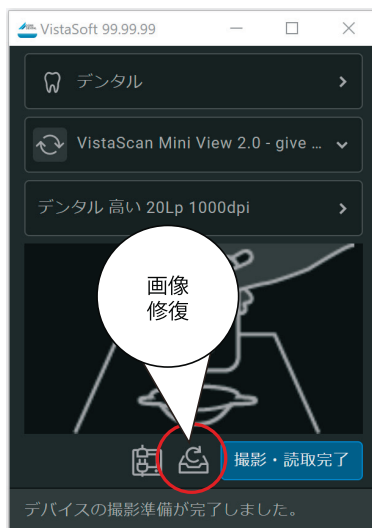 VistaSoft 99.99.99
デンタル
VistaScan Mini View 2.0 - give ...
デンタル 高い 20Lp 1000dpi
画像
修復
撮影・読取完了
デバイスの撮影準備が完了しました。